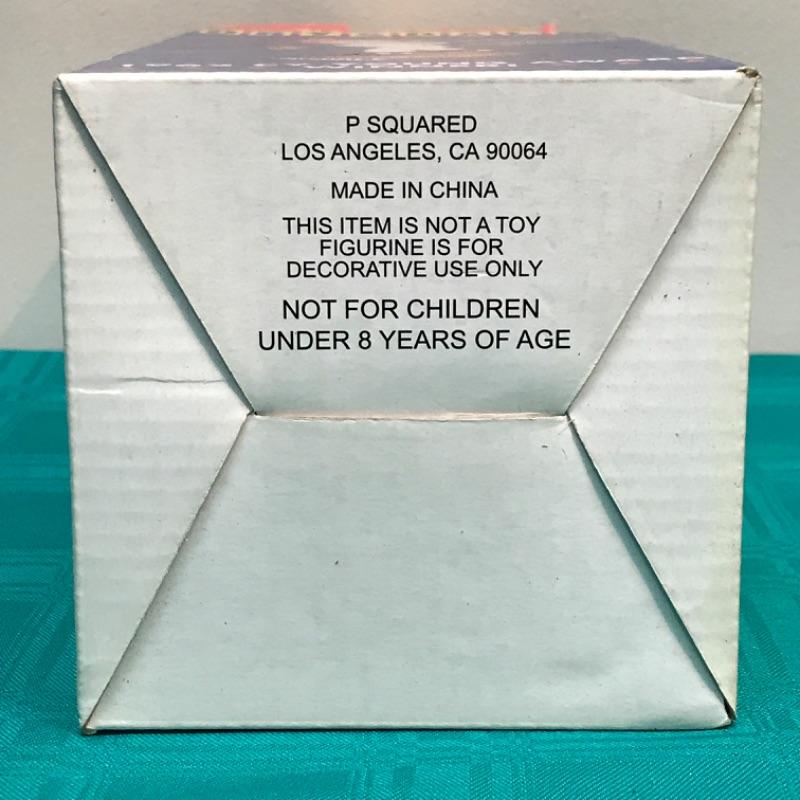 P SQUARED
LOS ANGELES, CA 90064
MADE IN CHINA
THIS ITEM IS NOT A TOY
FIGURINE IS FOR
DECORATIVE USE ONLY
NOT FOR CHILDREN
UNDER 8 YEARS OF AGE